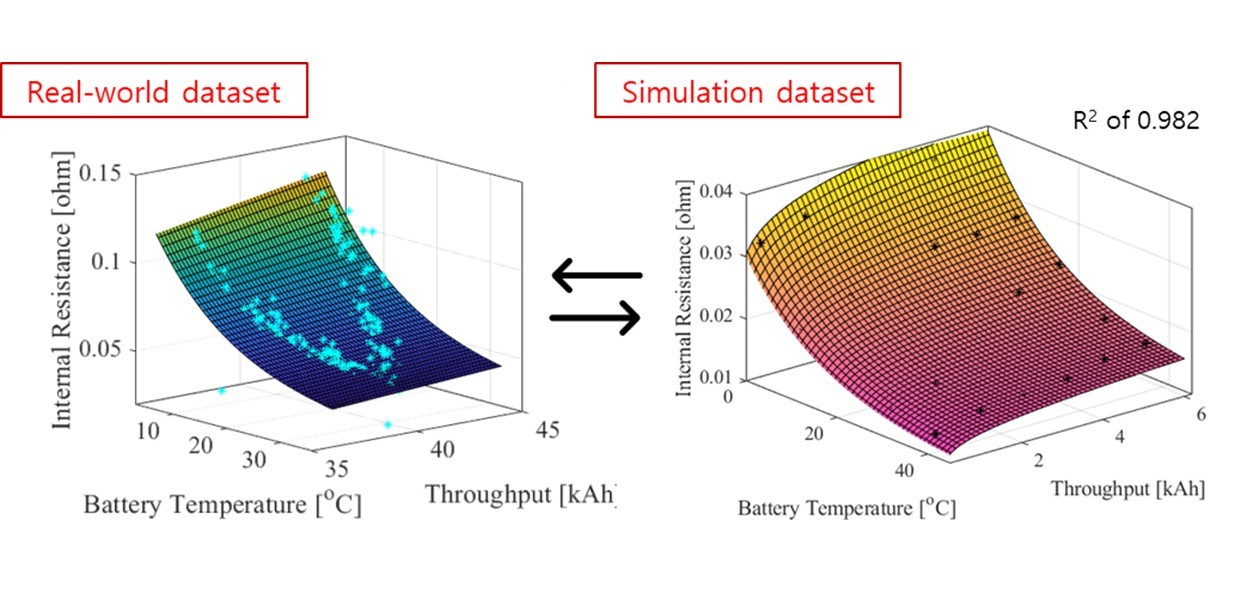 Real-world dataset
Simulation dataset
R² of 0.982
Internal Resistance [ohm]
0.15
0.1
0.05
10
20
30
35
40
45
Battery Temperature [°C]
Throughput [kAh
Internal Resistance [ohm]
0.04
0.03
0.02
0.01
0
20
40
2
4
6
Battery Temperature [°C]
Throughput [kAh]